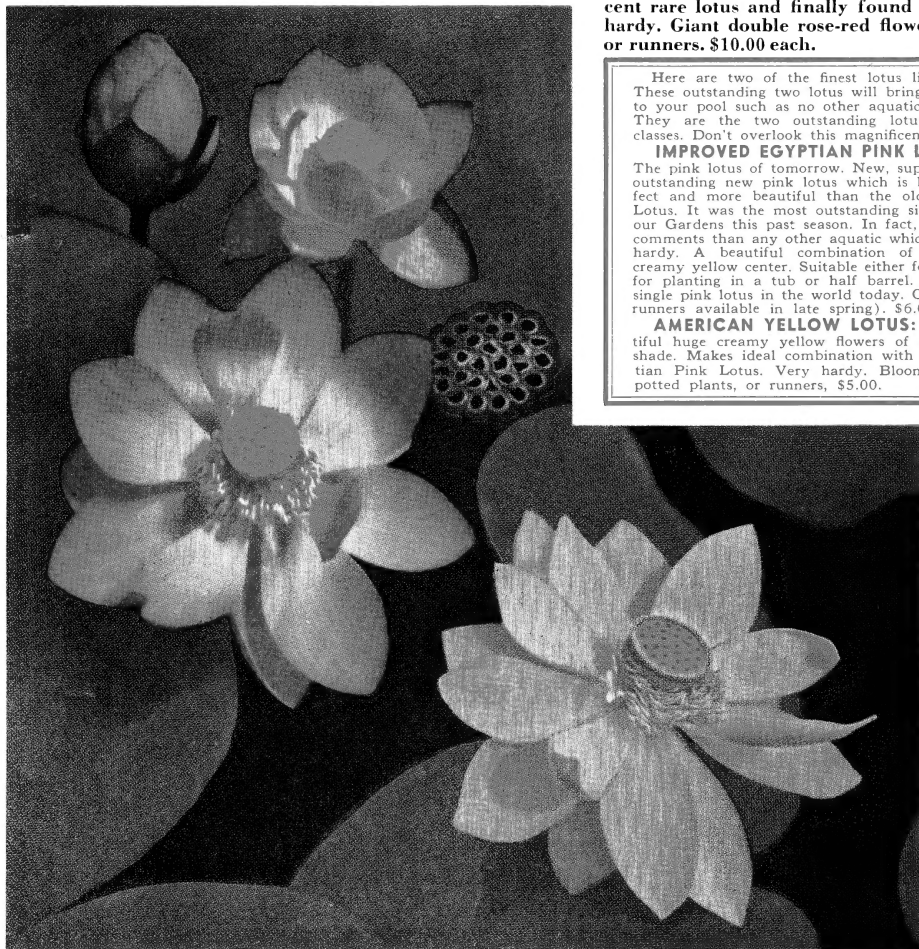 cent rare lotus and finally found
hardy. Giant double rose-red flow
or runners. $10.00 each.
Here are two of the finest lotus li
These outstanding two lotus will bring
to your pool such as no other aquatic
They are the two outstanding lotu
classes. Don't overlook this magnificen
IMPROVED EGYPTIAN PINK L
The pink lotus of tomorrow. New, sup
outstanding new pink lotus which is l
fect and more beautiful than the old
Lotus. It was the most outstanding si
our Gardens this past season. In fact,
comments than any other aquatic whic
hardy. A beautiful combination of
creamy yellow center. Suitable either f
for planting in a tub or half barrel.
single pink lotus in the world today. C
runners available in late spring). $6.
AMERICAN YELLOW LOTUS:
tiful huge creamy yellow flowers of
shade. Makes ideal combination with
tian Pink Lotus. Very hardy. Bloom
potted plants, or runners, $5.00.